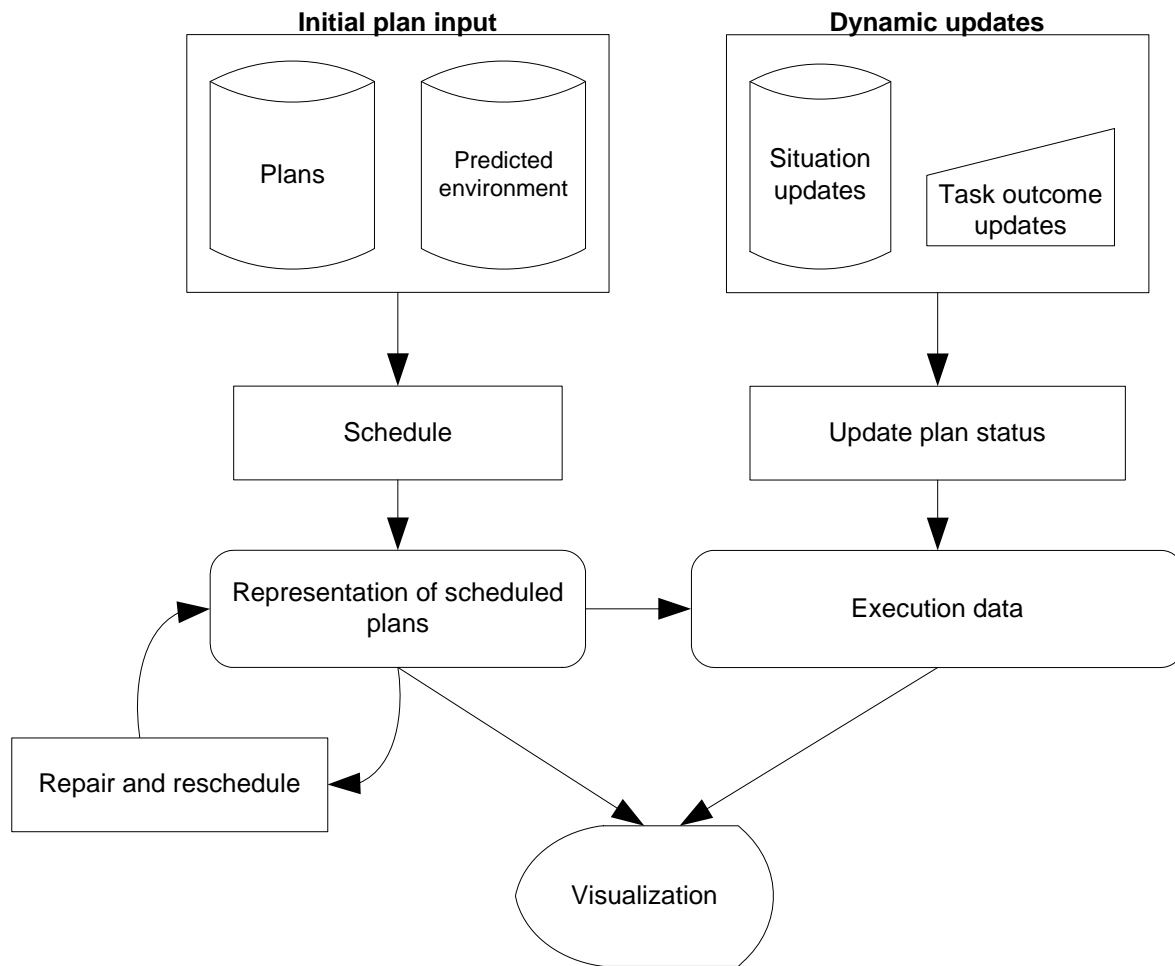 Initial plan input
Dynamic updates
Plans
Predicted
environment
Situation
updates
Task outcome
updates
Schedule
Update plan status
Representation of scheduled
plans
Execution data
Repair and reschedule
Visualization